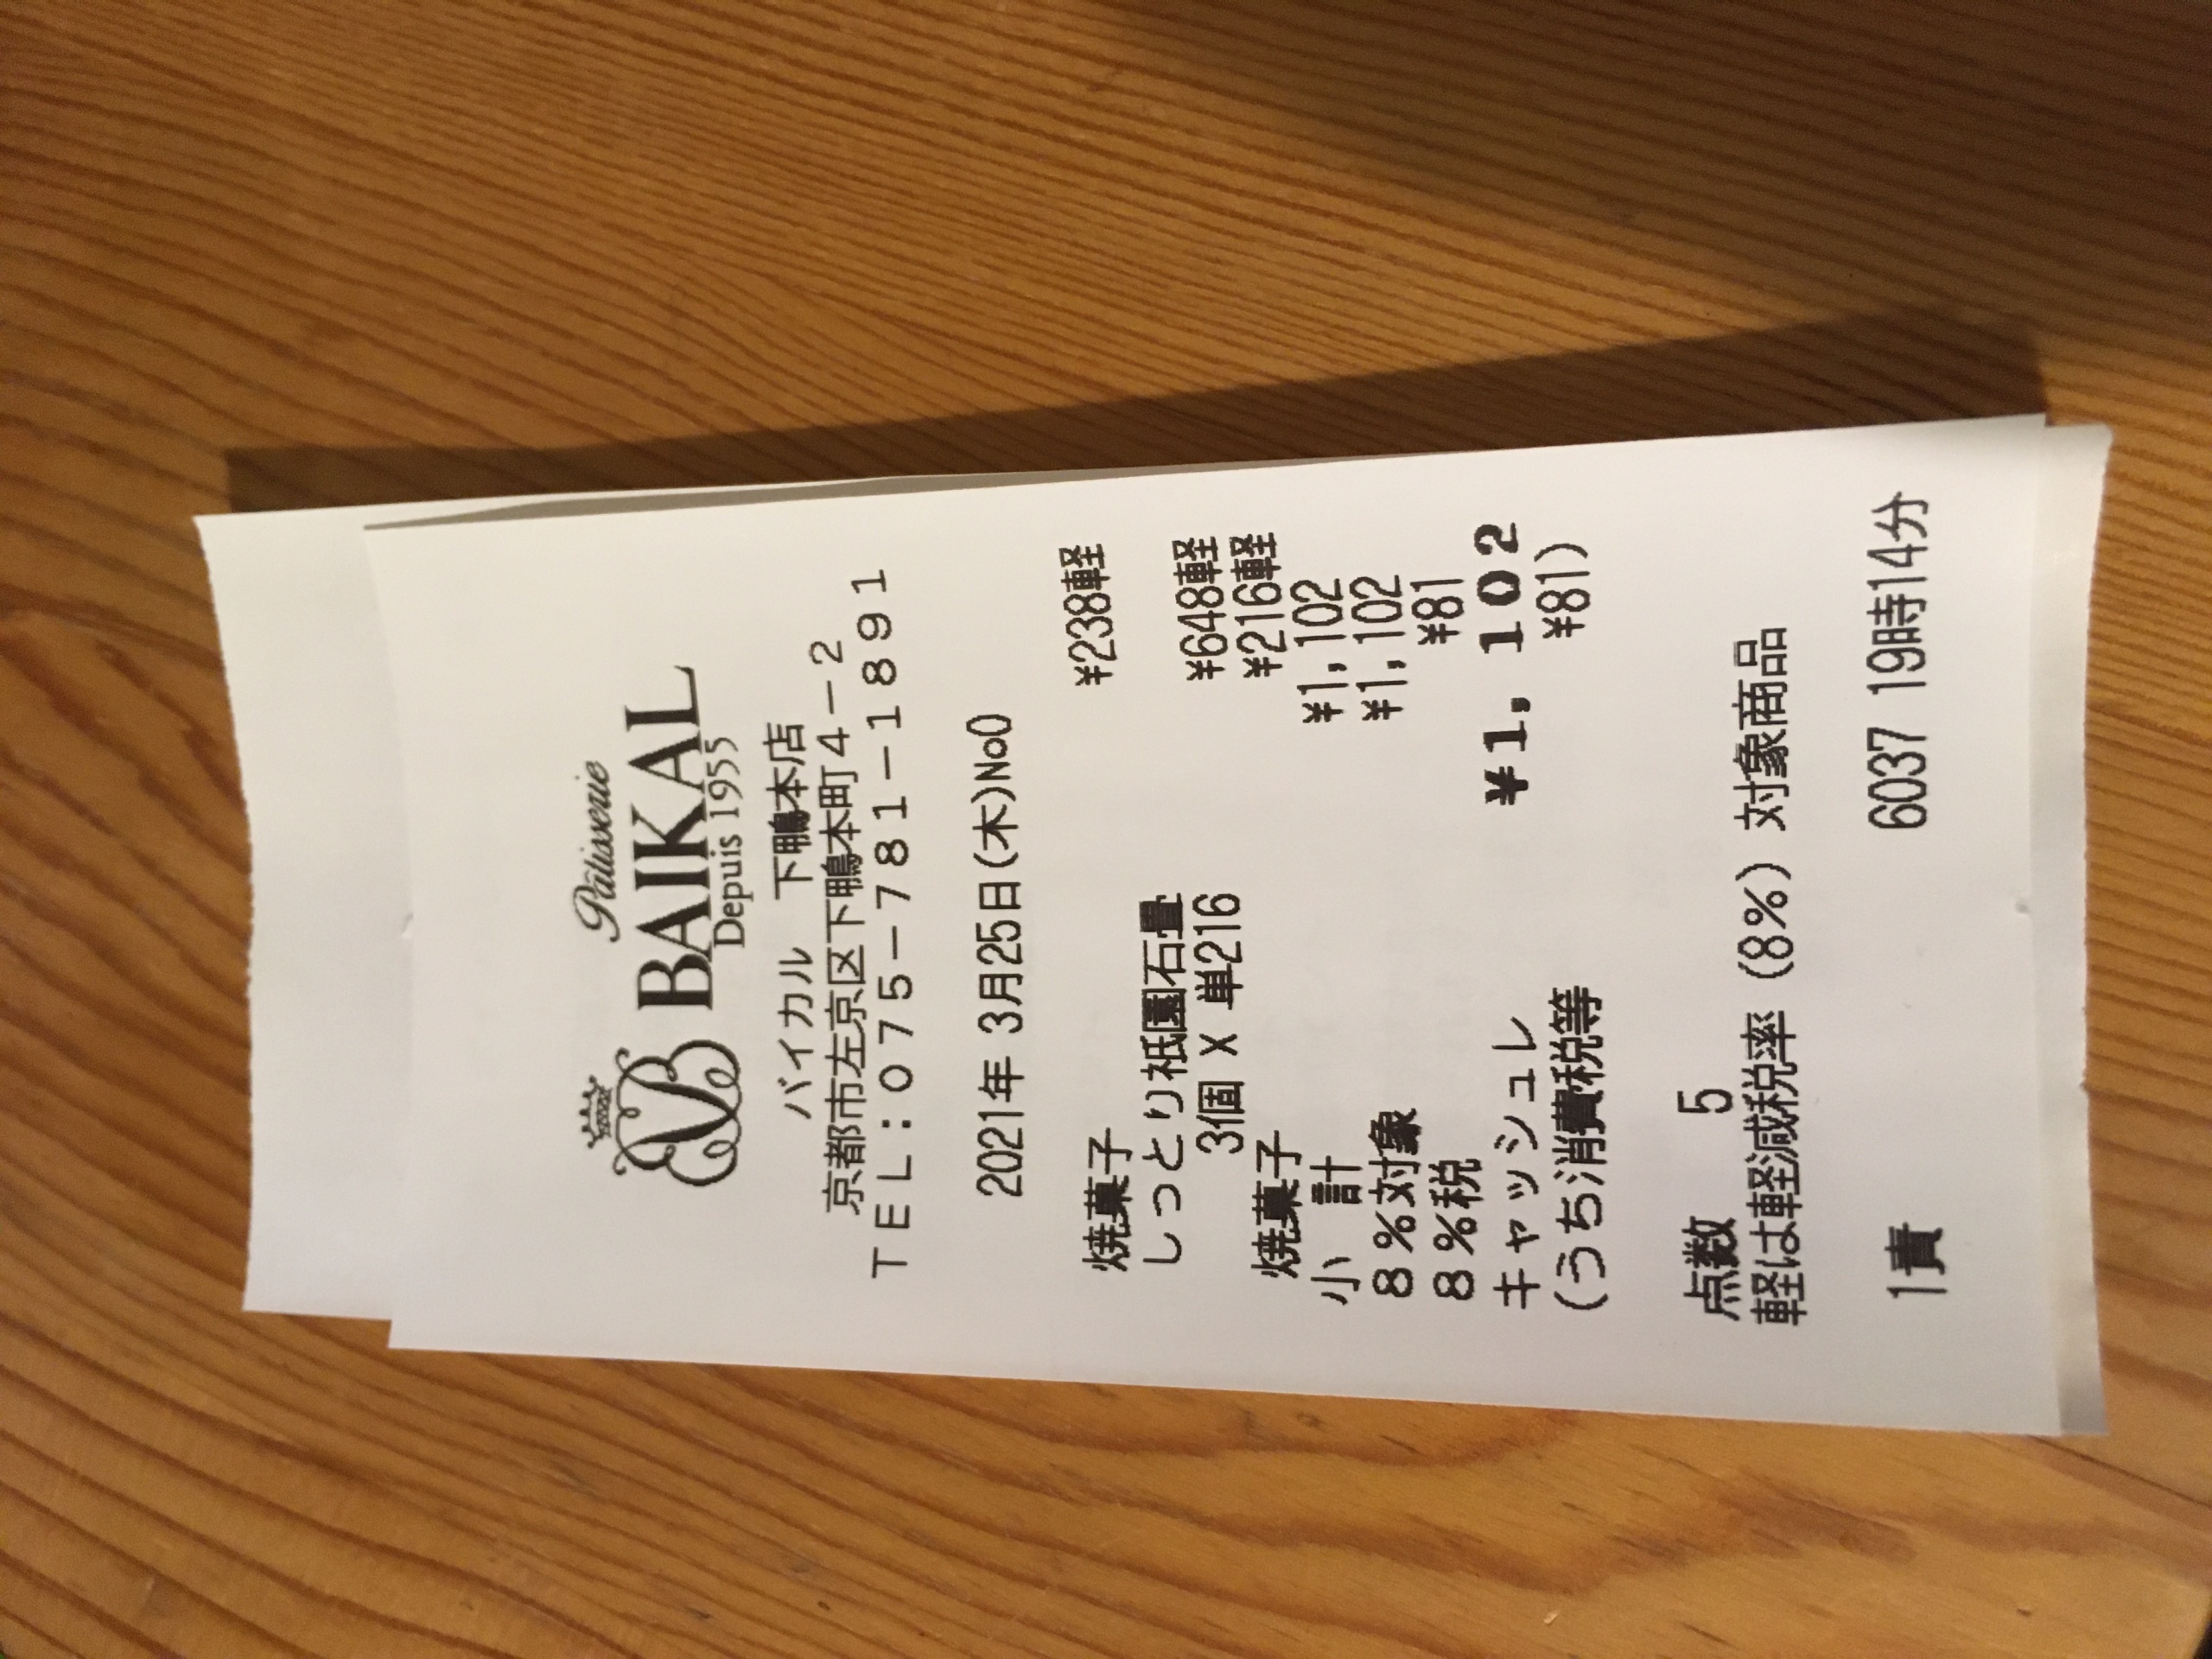 Pâtisserie
BAIKAL
Depuis 1955
バイカル 下鴨本店
京都市左京区下鴨本町4-2
TEL:075-781-1891
2021年 3月25日(木)No0
焼菓子 ¥238軽
しっとり祇園石畳
3個 X 単216 ¥648軽
焼菓子 ¥216軽
小 計 ¥1,102
8%対象 ¥1,102
8%税 ¥81
キャッシュレ ¥1,102
(うち消費税等 ¥81)
点数 5
軽は軽減税率(8%)対象商品
1責 6037 19時14分